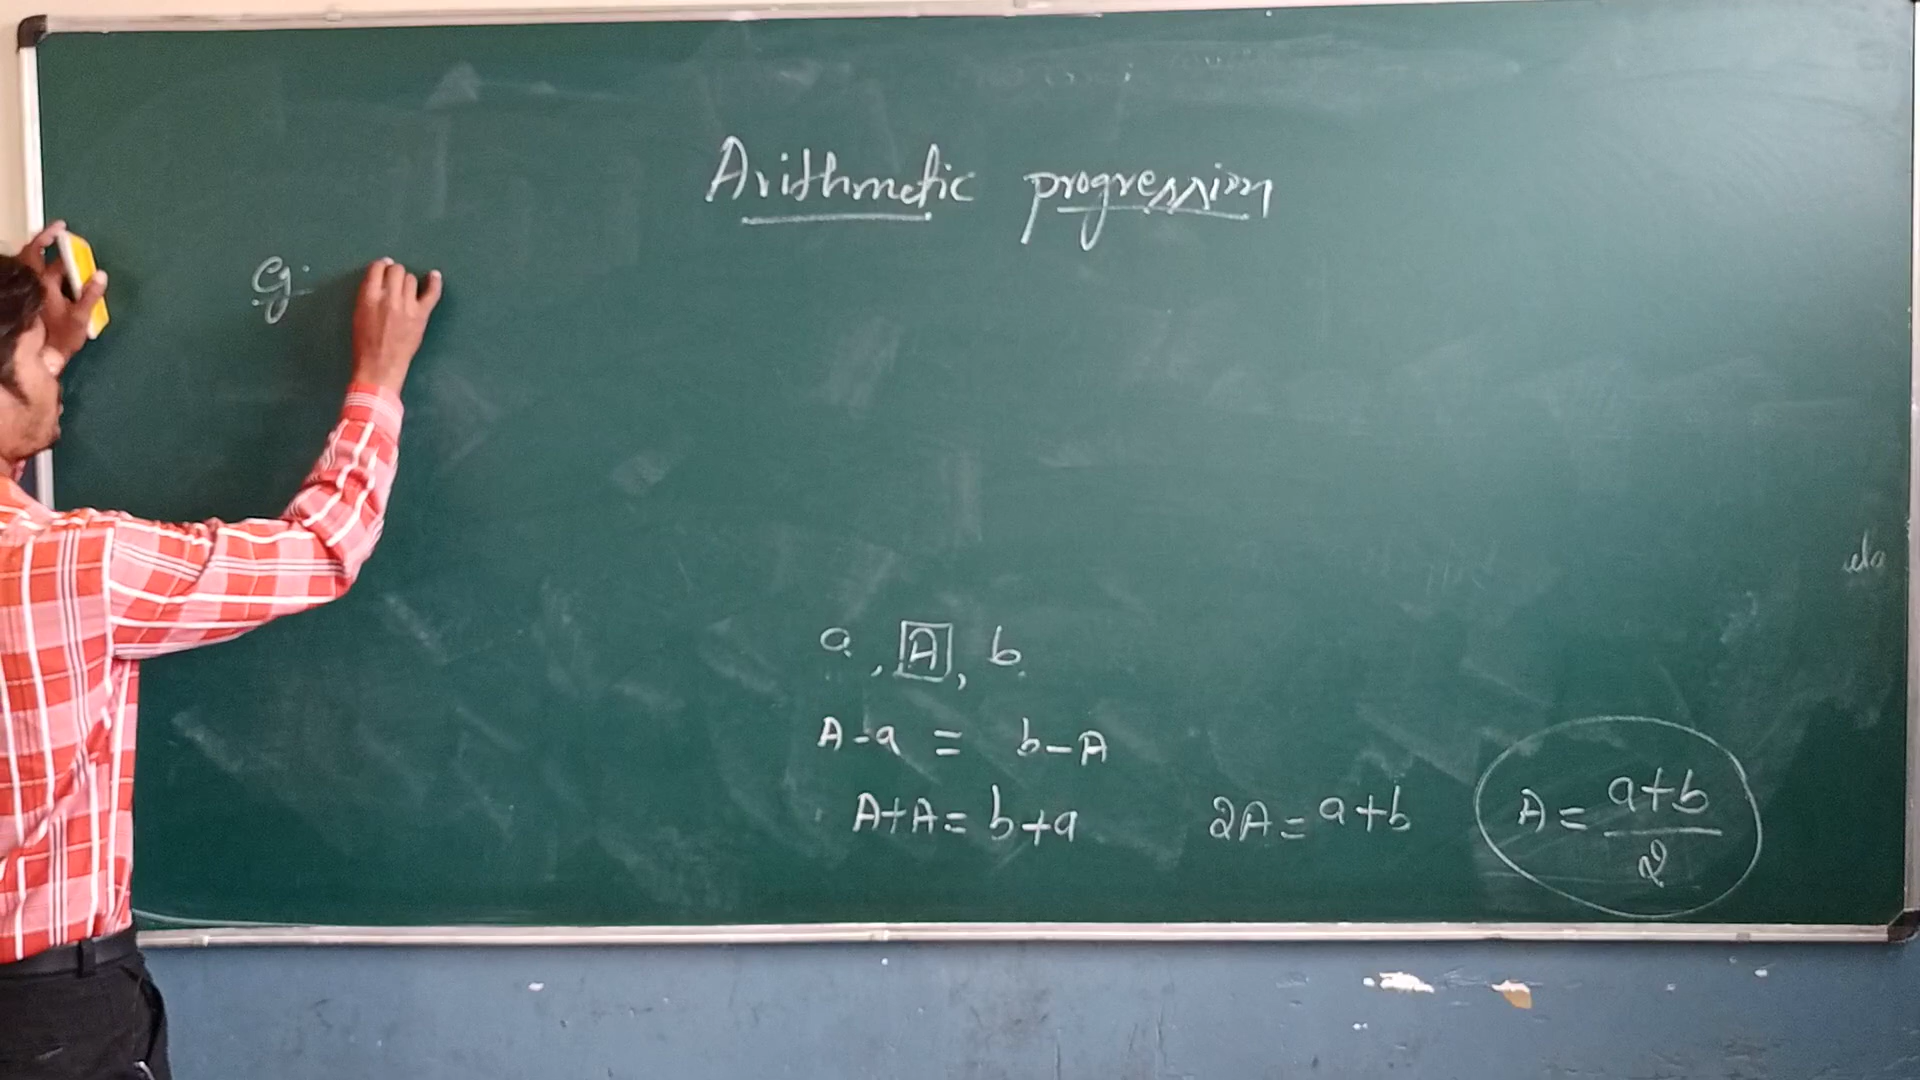 Arithmetic progression
Eg:
a, A, b
A-a = b-A
A+A = b+a 2A = a+b A = a+b/2